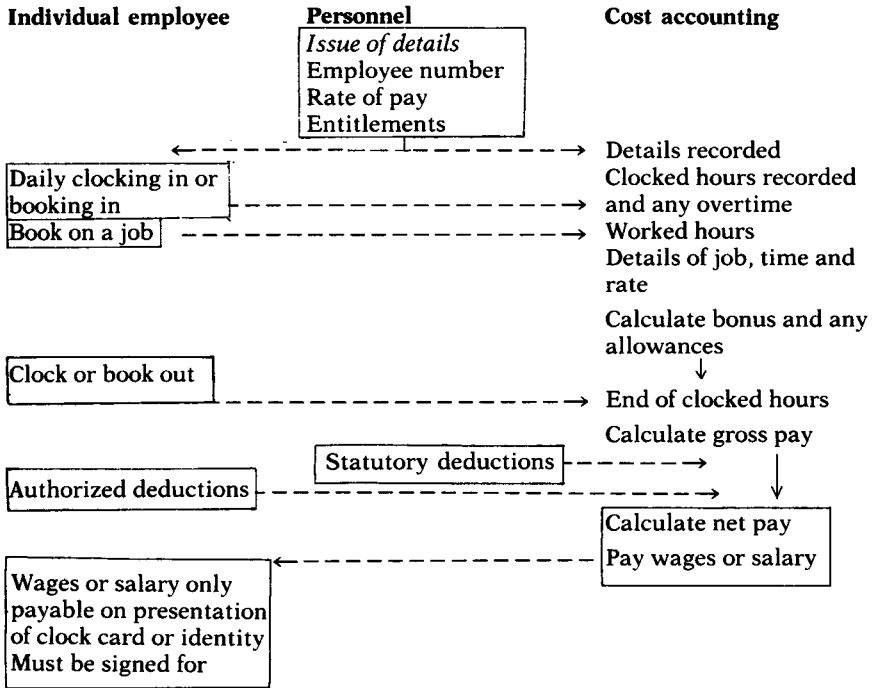 Individual employee
Personnel
Cost accounting
Issue of details
Employee number
Rate of pay
Entitlements
Details recorded
Daily clocking in or
booking in
Clocked hours recorded
and any overtime
Book on a job
Worked hours
Details of job, time and
rate
Calculate bonus and any
allowances
Clock or book out
End of clocked hours
Calculate gross pay
Statutory deductions
Authorized deductions
Calculate net pay
Pay wages or salary
Wages or salary only
payable on presentation
of clock card or identity
Must be signed for